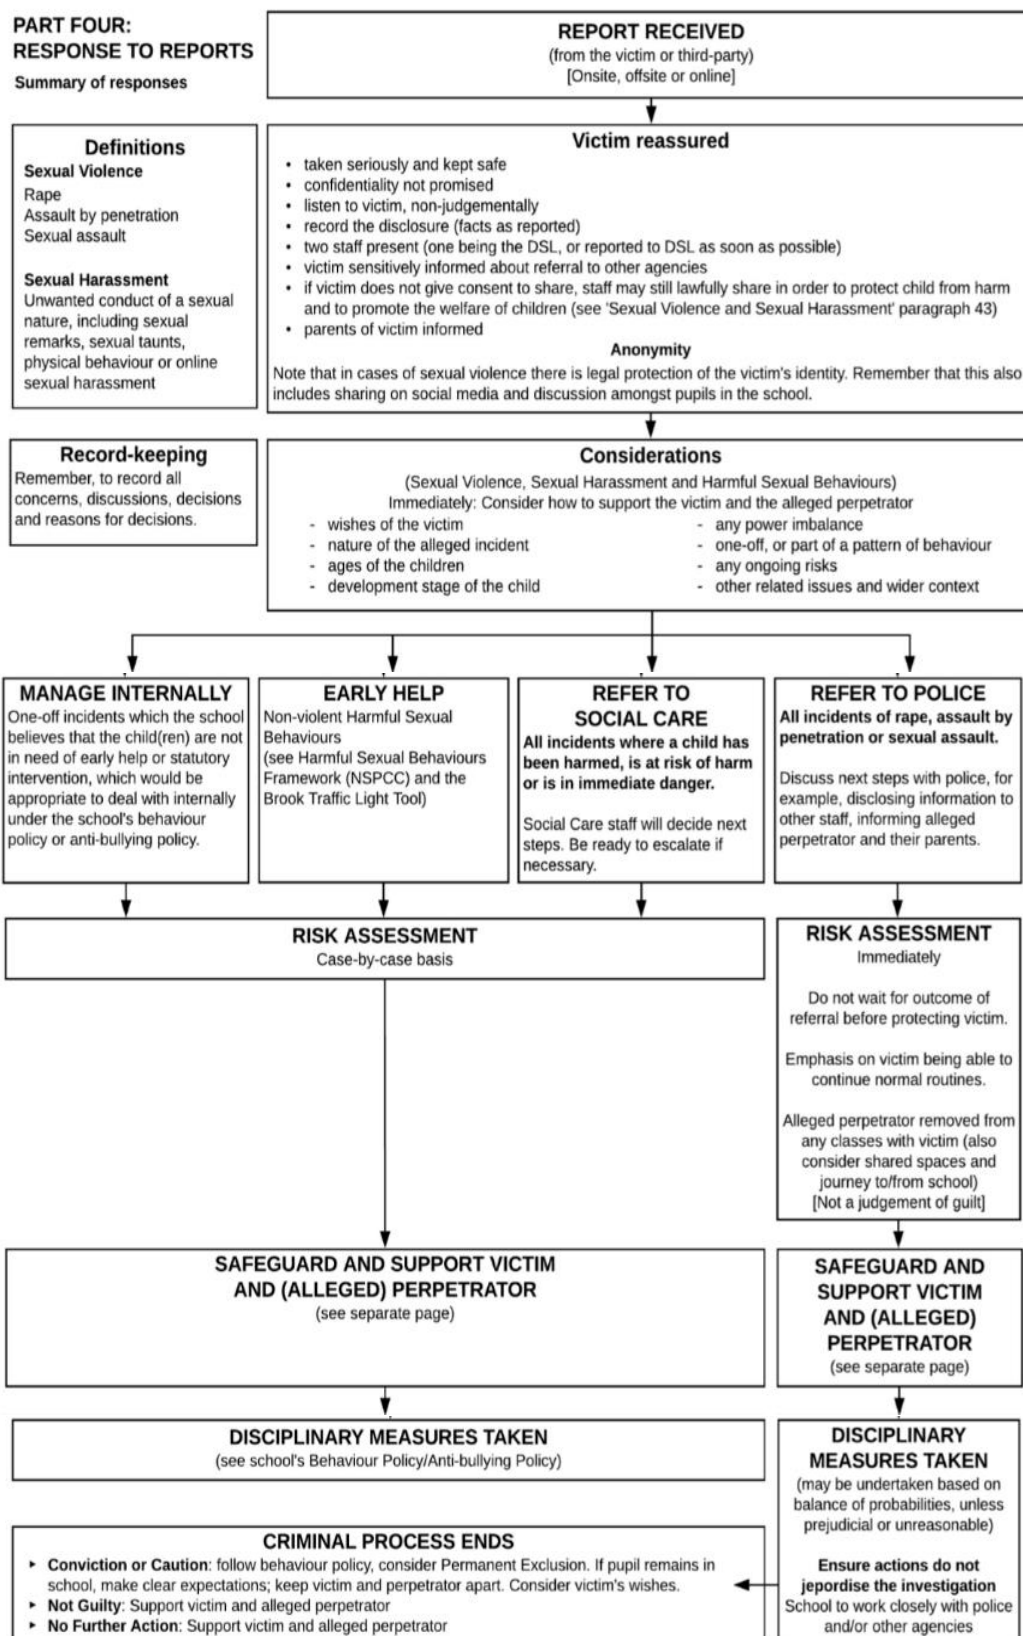 PART FOUR:
RESPONSE TO REPORTS
Summary of responses
REPORT RECEIVED
(from the victim or third-party)
[Onsite, offsite or online]
Definitions
Sexual Violence
Rape
Assault by penetration
Sexual assault
Sexual Harassment
Unwanted conduct of a sexual
nature, including sexual
remarks, sexual taunts,
physical behaviour or online
sexual harassment
Victim reassured
• taken seriously and kept safe
• confidentiality not promised
• listen to victim, non-judgementally
• record the disclosure (facts as reported)
• two staff present (one being the DSL, or reported to DSL as soon as possible)
• victim sensitively informed about referral to other agencies
• if victim does not give consent to share, staff may still lawfully share in order to protect child from harm
and to promote the welfare of children (see 'Sexual Violence and Sexual Harassment' paragraph 43)
• parents of victim informed
Anonymity
Note that in cases of sexual violence there is legal protection of the victim's identity. Remember that this also
includes sharing on social media and discussion amongst pupils in the school.
Record-keeping
Remember, to record all
concerns, discussions, decisions
and reasons for decisions.
Considerations
(Sexual Violence, Sexual Harassment and Harmful Sexual Behaviours)
Immediately: Consider how to support the victim and the alleged perpetrator
- wishes of the victim
- nature of the alleged incident
- ages of the children
- development stage of the child
- any power imbalance
- one-off, or part of a pattern of behaviour
- any ongoing risks
- other related issues and wider context
MANAGE INTERNALLY
One-off incidents which the school
believes that the child(ren) are not
in need of early help or statutory
intervention, which would be
appropriate to deal with internally
under the school's behaviour
policy or anti-bullying policy.
EARLY HELP
Non-violent Harmful Sexual
Behaviours
(see Harmful Sexual Behaviours
Framework (NSPCC) and the
Brook Traffic Light Tool)
REFER TO
SOCIAL CARE
All incidents where a child has
been harmed, is at risk of harm
or is in immediate danger.
Social Care staff will decide next
steps. Be ready to escalate if
necessary.
REFER TO POLICE
All incidents of rape, assault by
penetration or sexual assault.
Discuss next steps with police, for
example, disclosing information to
other staff, informing alleged
perpetrator and their parents.
RISK ASSESSMENT
Case-by-case basis
RISK ASSESSMENT
Immediately
Do not wait for outcome of
referral before protecting victim.
Emphasis on victim being able to
continue normal routines.
Alleged perpetrator removed from
any classes with victim (also
consider shared spaces and
journey to/from school)
[Not a judgement of guilt]
SAFEGUARD AND SUPPORT VICTIM
AND (ALLEGED) PERPETRATOR
(see separate page)
SAFEGUARD AND
SUPPORT VICTIM
AND (ALLEGED)
PERPETRATOR
(see separate page)
DISCIPLINARY MEASURES TAKEN
(see school's Behaviour Policy/Anti-bullying Policy)
DISCIPLINARY
MEASURES TAKEN
(may be undertaken based on
balance of probabilities, unless
prejudicial or unreasonable)
Ensure actions do not
jepordise the investigation
School to work closely with police
and/or other agencies
CRIMINAL PROCESS ENDS
‣ Conviction or Caution: follow behaviour policy, consider Permanent Exclusion. If pupil remains in
school, make clear expectations; keep victim and perpetrator apart. Consider victim's wishes.
‣ Not Guilty: Support victim and alleged perpetrator
‣ No Further Action: Support victim and alleged perpetrator